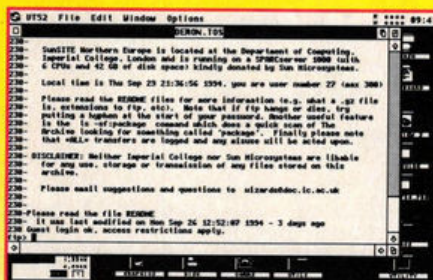 VT52 File Edit Window Options 09:4
DERON.TOS
230-
230- SunSITE Northern Europe is located at the Department of Computing,
230- Imperial College, London and is running on a SPARCserver 1000 (with
230- 6 CPUs and 42 GB of disk space) kindly donated by Sun Microsystems.
230-
230- Local time is Thu Sep 29 21:36:56 1994, you are user number 27 (max 300)
230-
230- Please read the README files for more information (e.g. what a .gz file
230- is, extensions to ftp, etc). Note that if ftp hangs or dies, try
230- putting a hyphen at the start of your password. Another useful feature
230- is the which does a quick scan of The
230- Archive looking for something called 'package'. Finally please note
230- that *ALL* transfers are logged and any misuse will be acted upon.
230-
230- DISCLAIMER: Neither Imperial College nor Sun Microsystems are libable
230- for any use, storage or transmission of any files stored on this
230- archive.
230-
230- Please email suggestions and questions to wizards@doc.ic.ac.uk
230-
230-
230-Please read the file README
230- it was last modified on Mon Sep 26 12:52:07 1994 - 3 days ago
230 Guest login ok, access restrictions apply.
ftp>
UTILITY